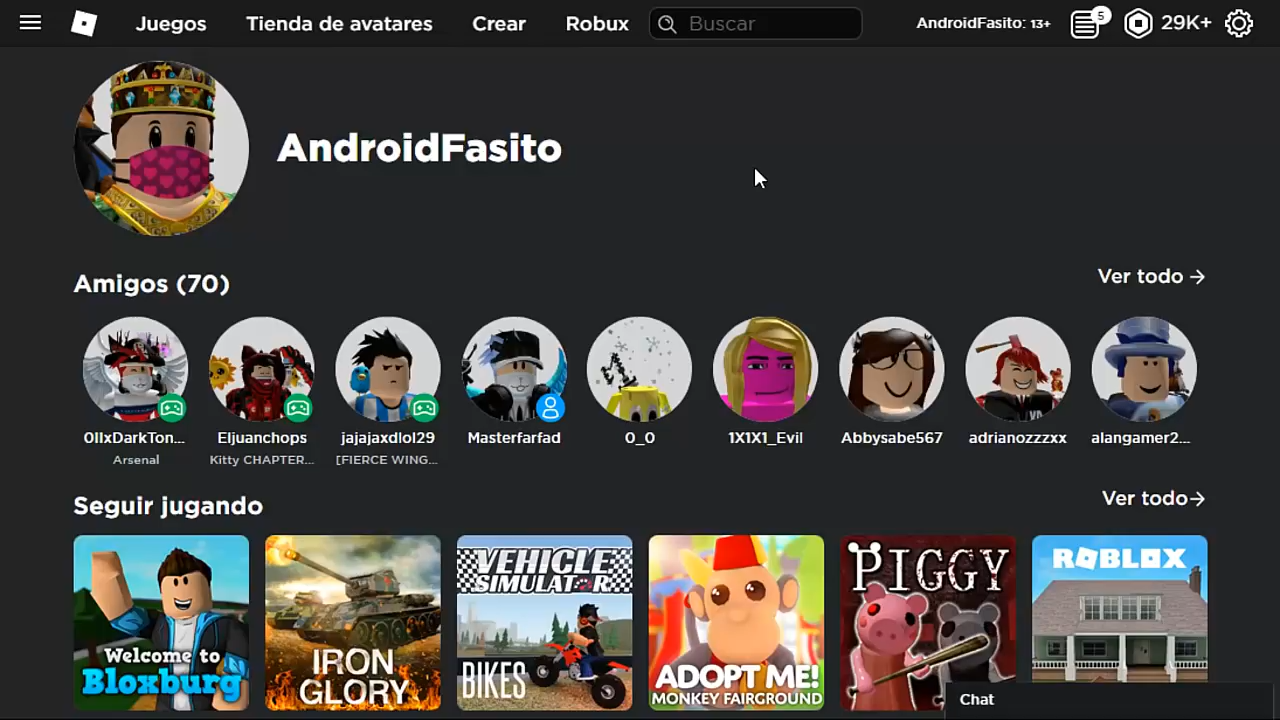 Juegos Tienda de avatares Crear Robux Buscar AndroidFasito: 13+ 5 29K+
AndroidFasito
Amigos (70) Ver todo →
0IIxDarkTon... Eljuanchops jajajaxdlol29 Masterfarfad 0_0 1X1X1_Evil Abbysabe567 adrianozzzxx alangamer2...
Arsenal Kitty CHAPTER... [FIERCE WING...
Seguir jugando Ver todo→
Welcome to
Bloxburg
IRON
GLORY
VEHICLE
SIMULATOR
BIKES
ADOPT ME!
MONKEY FAIRGROUND
PIGGY
ROBLOX
Chat